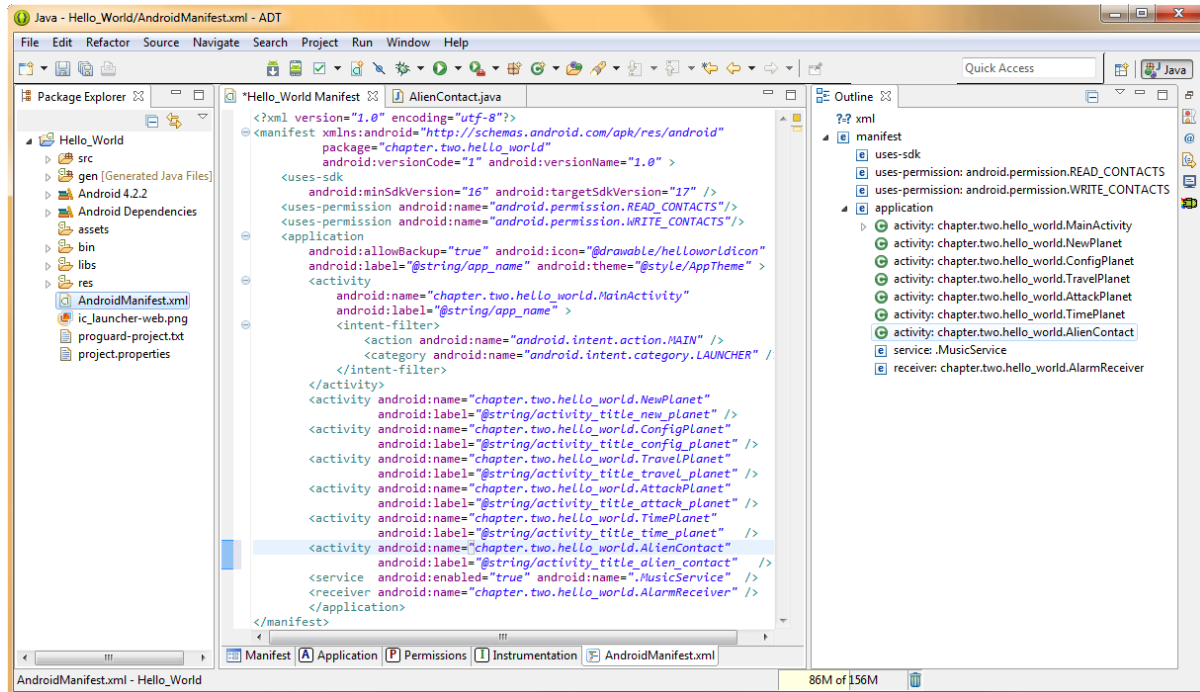 Java - Hello_World/AndroidManifest.xml - ADT
File Edit Refactor Source Navigate Search Project Run Window Help
Quick Access
Java
Package Explorer
Hello_World
src
gen [Generated Java Files]
Android 4.2.2
Android Dependencies
assets
bin
libs
res
AndroidManifest.xml
ic_launcher-web.png
proguard-project.txt
project.properties
*Hello_World Manifest
AlienContact.java
<?xml version="1.0" encoding="utf-8"?>
<manifest xmlns:android="http://schemas.android.com/apk/res/android"
package="chapter.two.hello_world"
android:versionCode="1" android:versionName="1.0" >
<uses-sdk
android:minSdkVersion="16" android:targetSdkVersion="17" />
<uses-permission android:name="android.permission.READ_CONTACTS"/>
<uses-permission android:name="android.permission.WRITE_CONTACTS"/>
<application
android:allowBackup="true" android:icon="@drawable/helloworldicon"
android:label="@string/app_name" android:theme="@style/AppTheme" >
<activity
android:name="chapter.two.hello_world.MainActivity"
android:label="@string/app_name" >
<intent-filter>
<action android:name="android.intent.action.MAIN" />
<category android:name="android.intent.category.LAUNCHER" /
</intent-filter>
</activity>
<activity android:name="chapter.two.hello_world.NewPlanet"
android:label="@string/activity_title_new_planet" />
<activity android:name="chapter.two.hello_world.ConfigPlanet"
android:label="@string/activity_title_config_planet" />
<activity android:name="chapter.two.hello_world.TravelPlanet"
android:label="@string/activity_title_travel_planet" />
<activity android:name="chapter.two.hello_world.AttackPlanet"
android:label="@string/activity_title_attack_planet" />
<activity android:name="chapter.two.hello_world.TimePlanet"
android:label="@string/activity_title_time_planet" />
<activity android:name="chapter.two.hello_world.AlienContact"
android:label="@string/activity_title_alien_contact" />
<service android:enabled="true" android:name=".MusicService" />
<receiver android:name="chapter.two.hello_world.AlarmReceiver" />
</application>
</manifest>
Manifest
Application
Permissions
Instrumentation
AndroidManifest.xml
Outline
xml
manifest
uses-sdk
uses-permission: android.permission.READ_CONTACTS
uses-permission: android.permission.WRITE_CONTACTS
application
activity: chapter.two.hello_world.MainActivity
activity: chapter.two.hello_world.NewPlanet
activity: chapter.two.hello_world.ConfigPlanet
activity: chapter.two.hello_world.TravelPlanet
activity: chapter.two.hello_world.AttackPlanet
activity: chapter.two.hello_world.TimePlanet
activity: chapter.two.hello_world.AlienContact
service: .MusicService
receiver: chapter.two.hello_world.AlarmReceiver
AndroidManifest.xml - Hello_World
86M of 156M